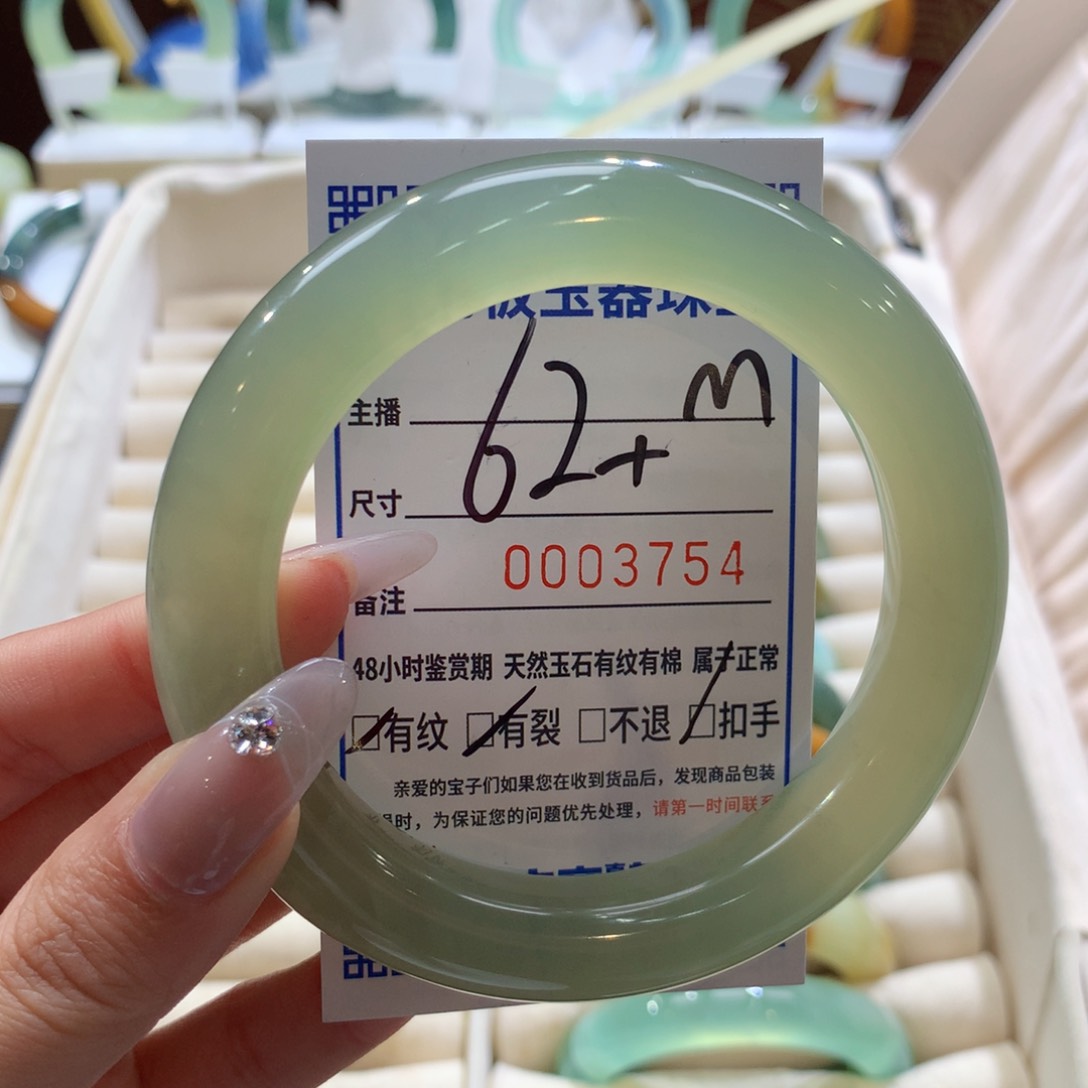 玉器珠
主播 M
尺寸 62+
0003754
备注
48小时鉴赏期 天然玉石有纹有棉 属于正常
□有纹 □有裂 □不退 □扣手
亲爱的宝子们如果您在收到货品后，发现商品包装
时，为保证您的问题优先处理，请第一时间联系